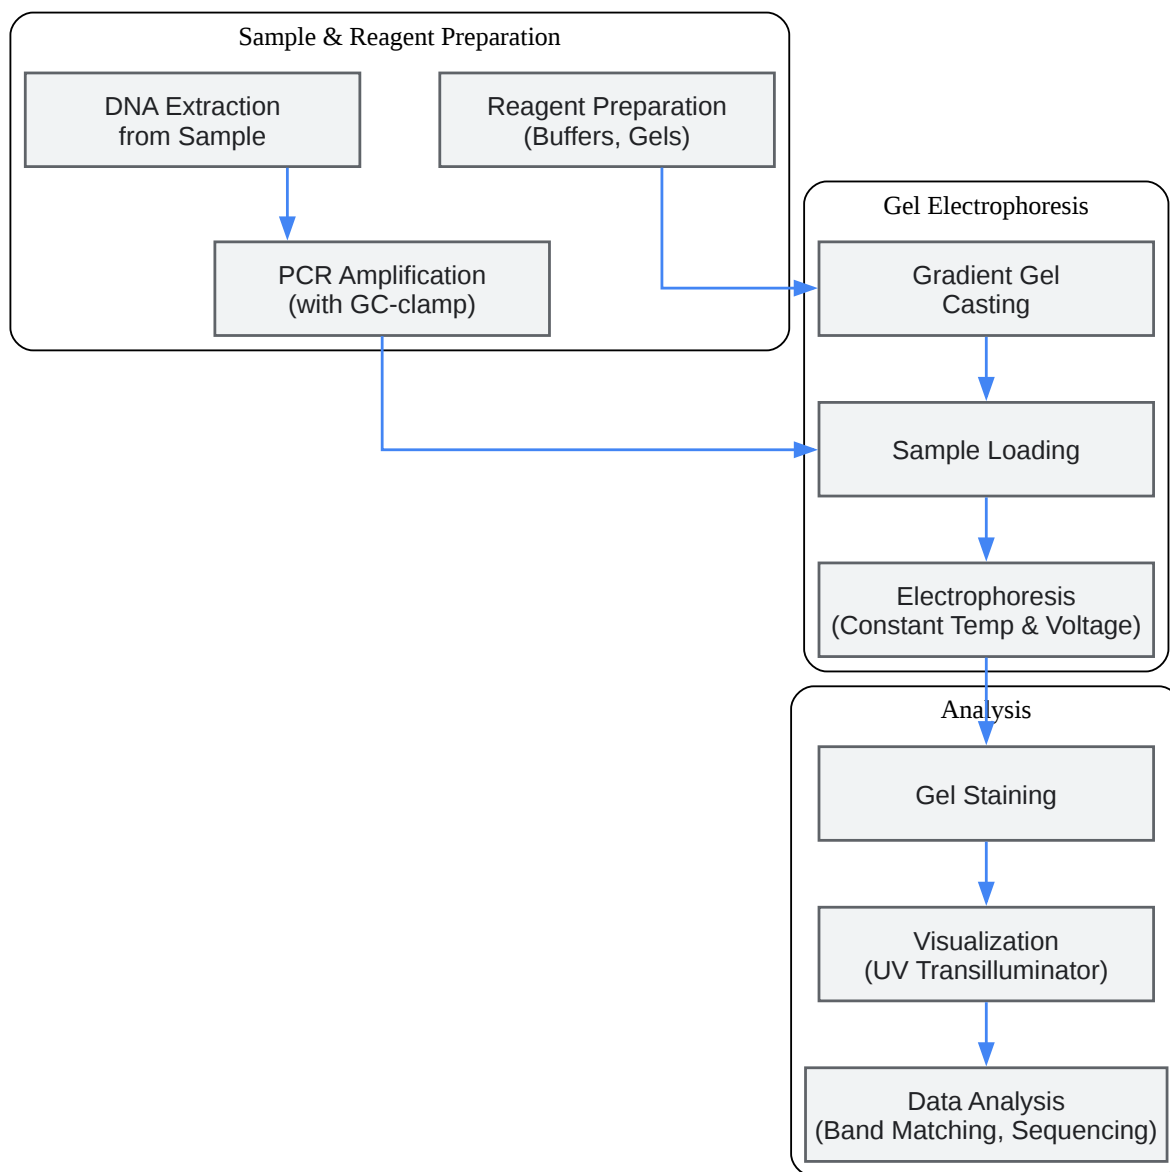 Sample & Reagent Preparation
DNA Extraction
from Sample
Reagent Preparation
(Buffers, Gels)
PCR Amplification
(with GC-clamp)
Gel Electrophoresis
Gradient Gel
Casting
Sample Loading
Electrophoresis
(Constant Temp & Voltage)
Analysis
Gel Staining
Visualization
(UV Transilluminator)
Data Analysis
(Band Matching, Sequencing)